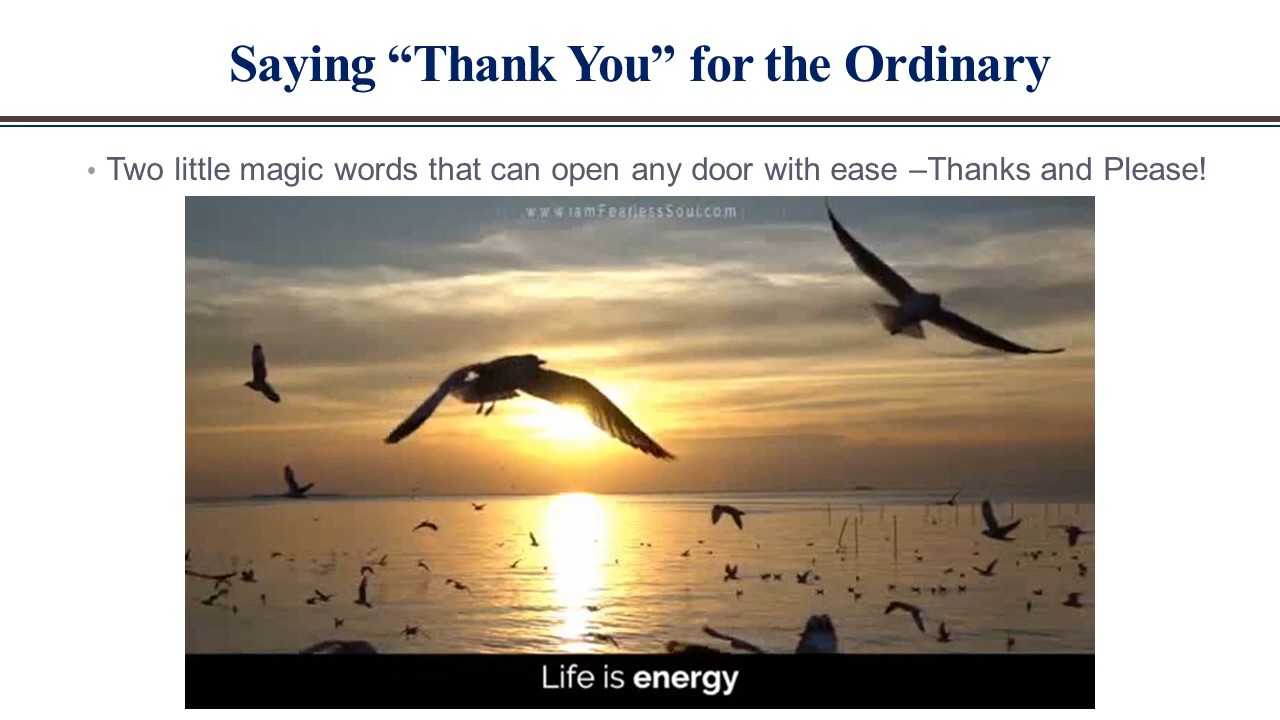 Saying “Thank You” for the Ordinary
• Two little magic words that can open any door with ease –Thanks and Please!
www.iamFearlessSoul.com
Life is energy